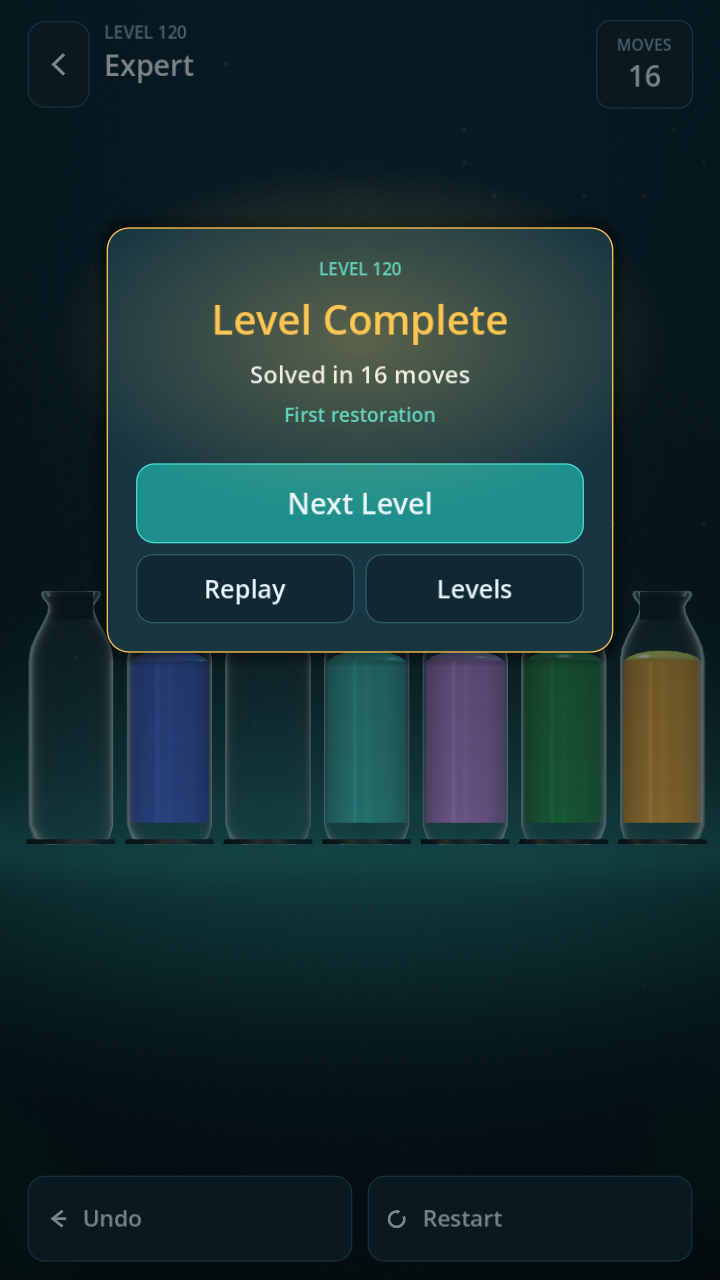 LEVEL 120
Expert
MOVES
16
LEVEL 120
Level Complete
Solved in 16 moves
First restoration
Next Level
Replay
Levels
Undo
Restart